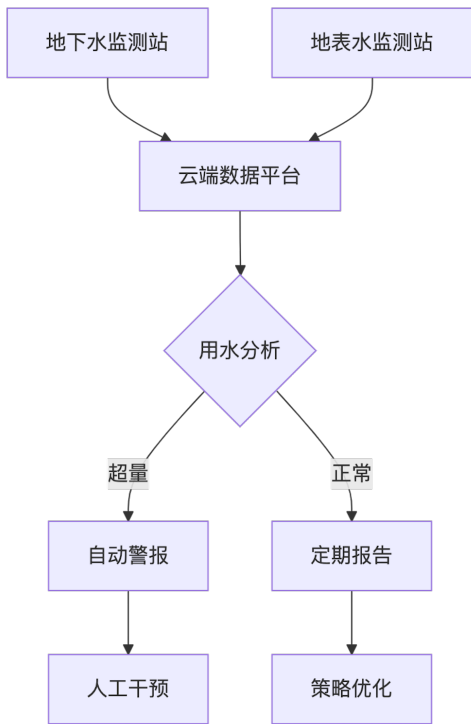 地下水监测站
地表水监测站
云端数据平台
用水分析
超量
正常
自动警报
定期报告
人工干预
策略优化